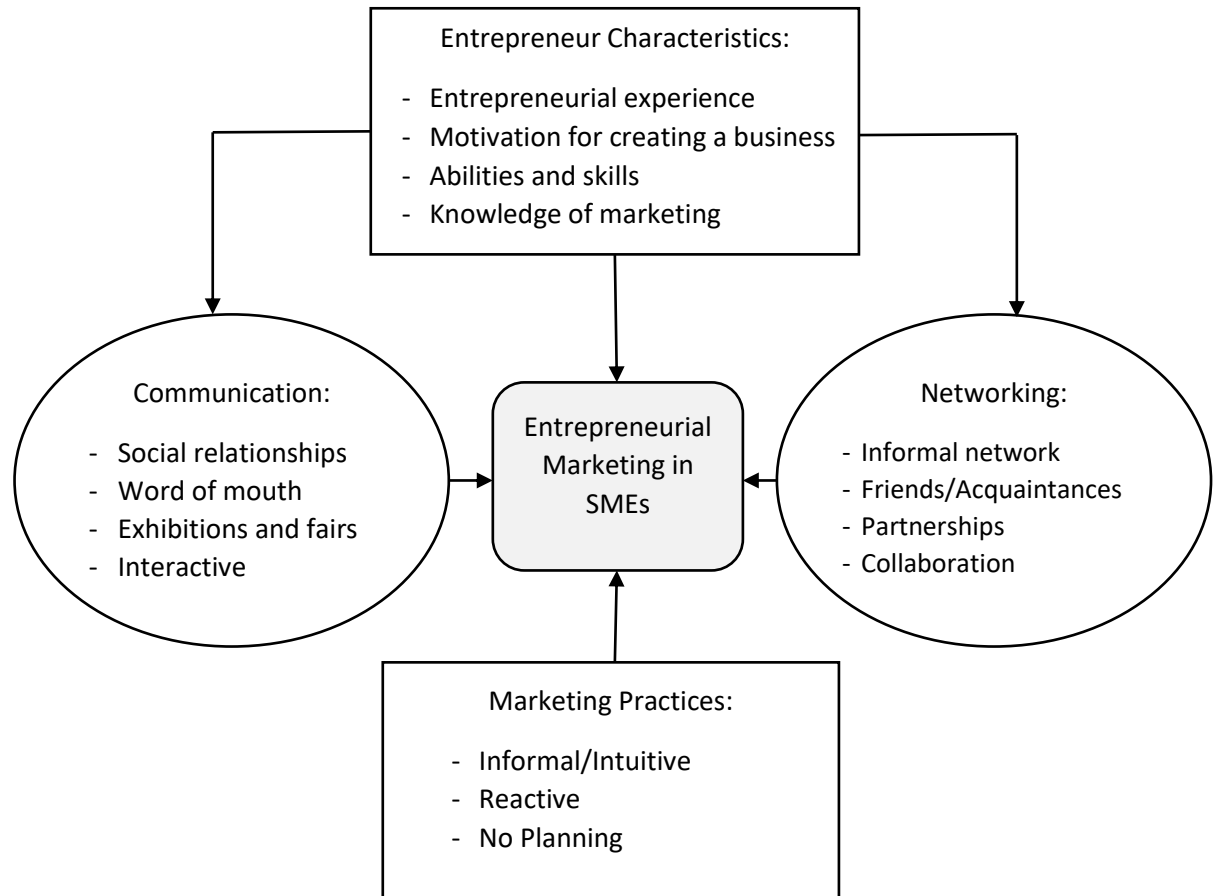 Entrepreneur Characteristics:
- Entrepreneurial experience
- Motivation for creating a business
- Abilities and skills
- Knowledge of marketing
Communication:
- Social relationships
- Word of mouth
- Exhibitions and fairs
- Interactive
Entrepreneurial
Marketing in
SMEs
Networking:
- Informal network
- Friends/Acquaintances
- Partnerships
- Collaboration
Marketing Practices:
- Informal/Intuitive
- Reactive
- No Planning